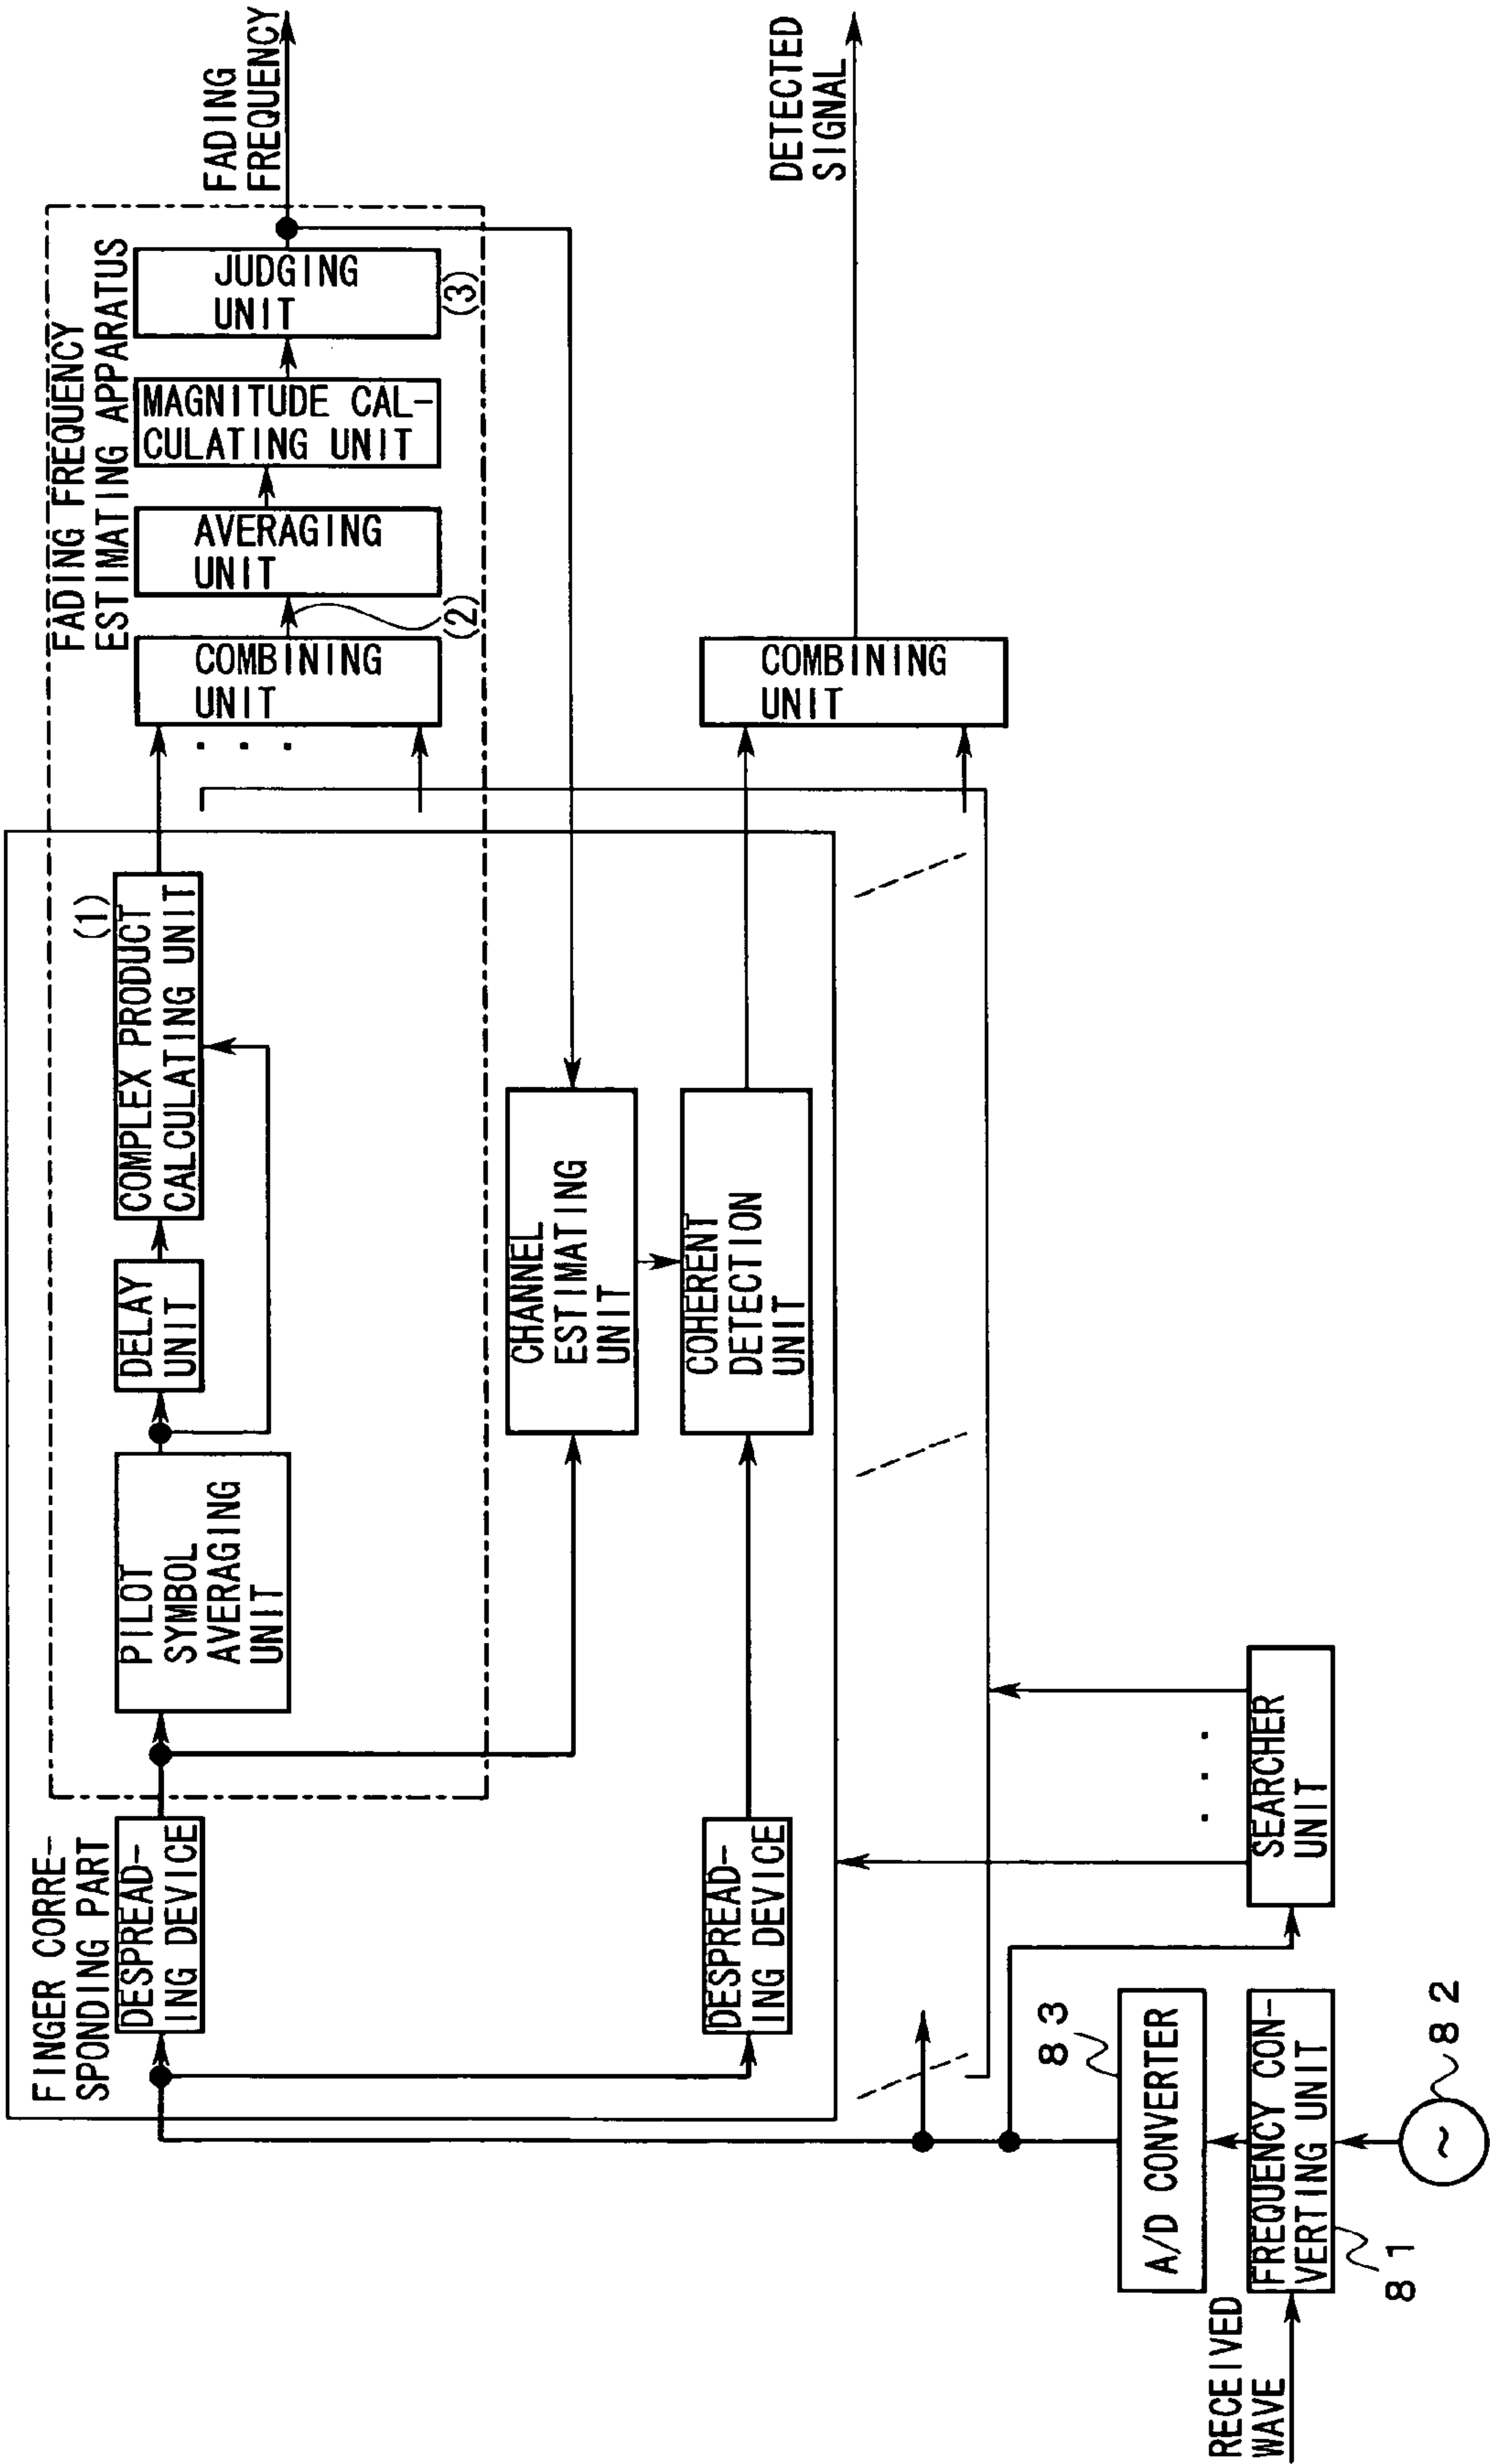 FINGER CORRE-
SPONDING PART
FADING FREQUENCY
ESTIMATING APPARATUS
DESPREAD-
ING DEVICE
PILOT
SYMBOL
AVERAGING
UNIT
DELAY
UNIT
(1)
COMPLEX PRODUCT
CALCULATING UNIT
COMBINING
UNIT
(2)
AVERAGING
UNIT
MAGNITUDE CAL-
CULATING UNIT
JUDGING
UNIT
(3)
FADING
FREQUENCY
CHANNEL
ESTIMATING
UNIT
DESPREAD-
ING DEVICE
COHERENT
DETECTION
UNIT
COMBINING
UNIT
DETECTED
SIGNAL
RECEIVED
WAVE
A/D CONVERTER
83
FREQUENCY CON-
VERTING UNIT
81
~
82
SEARCHER
UNIT